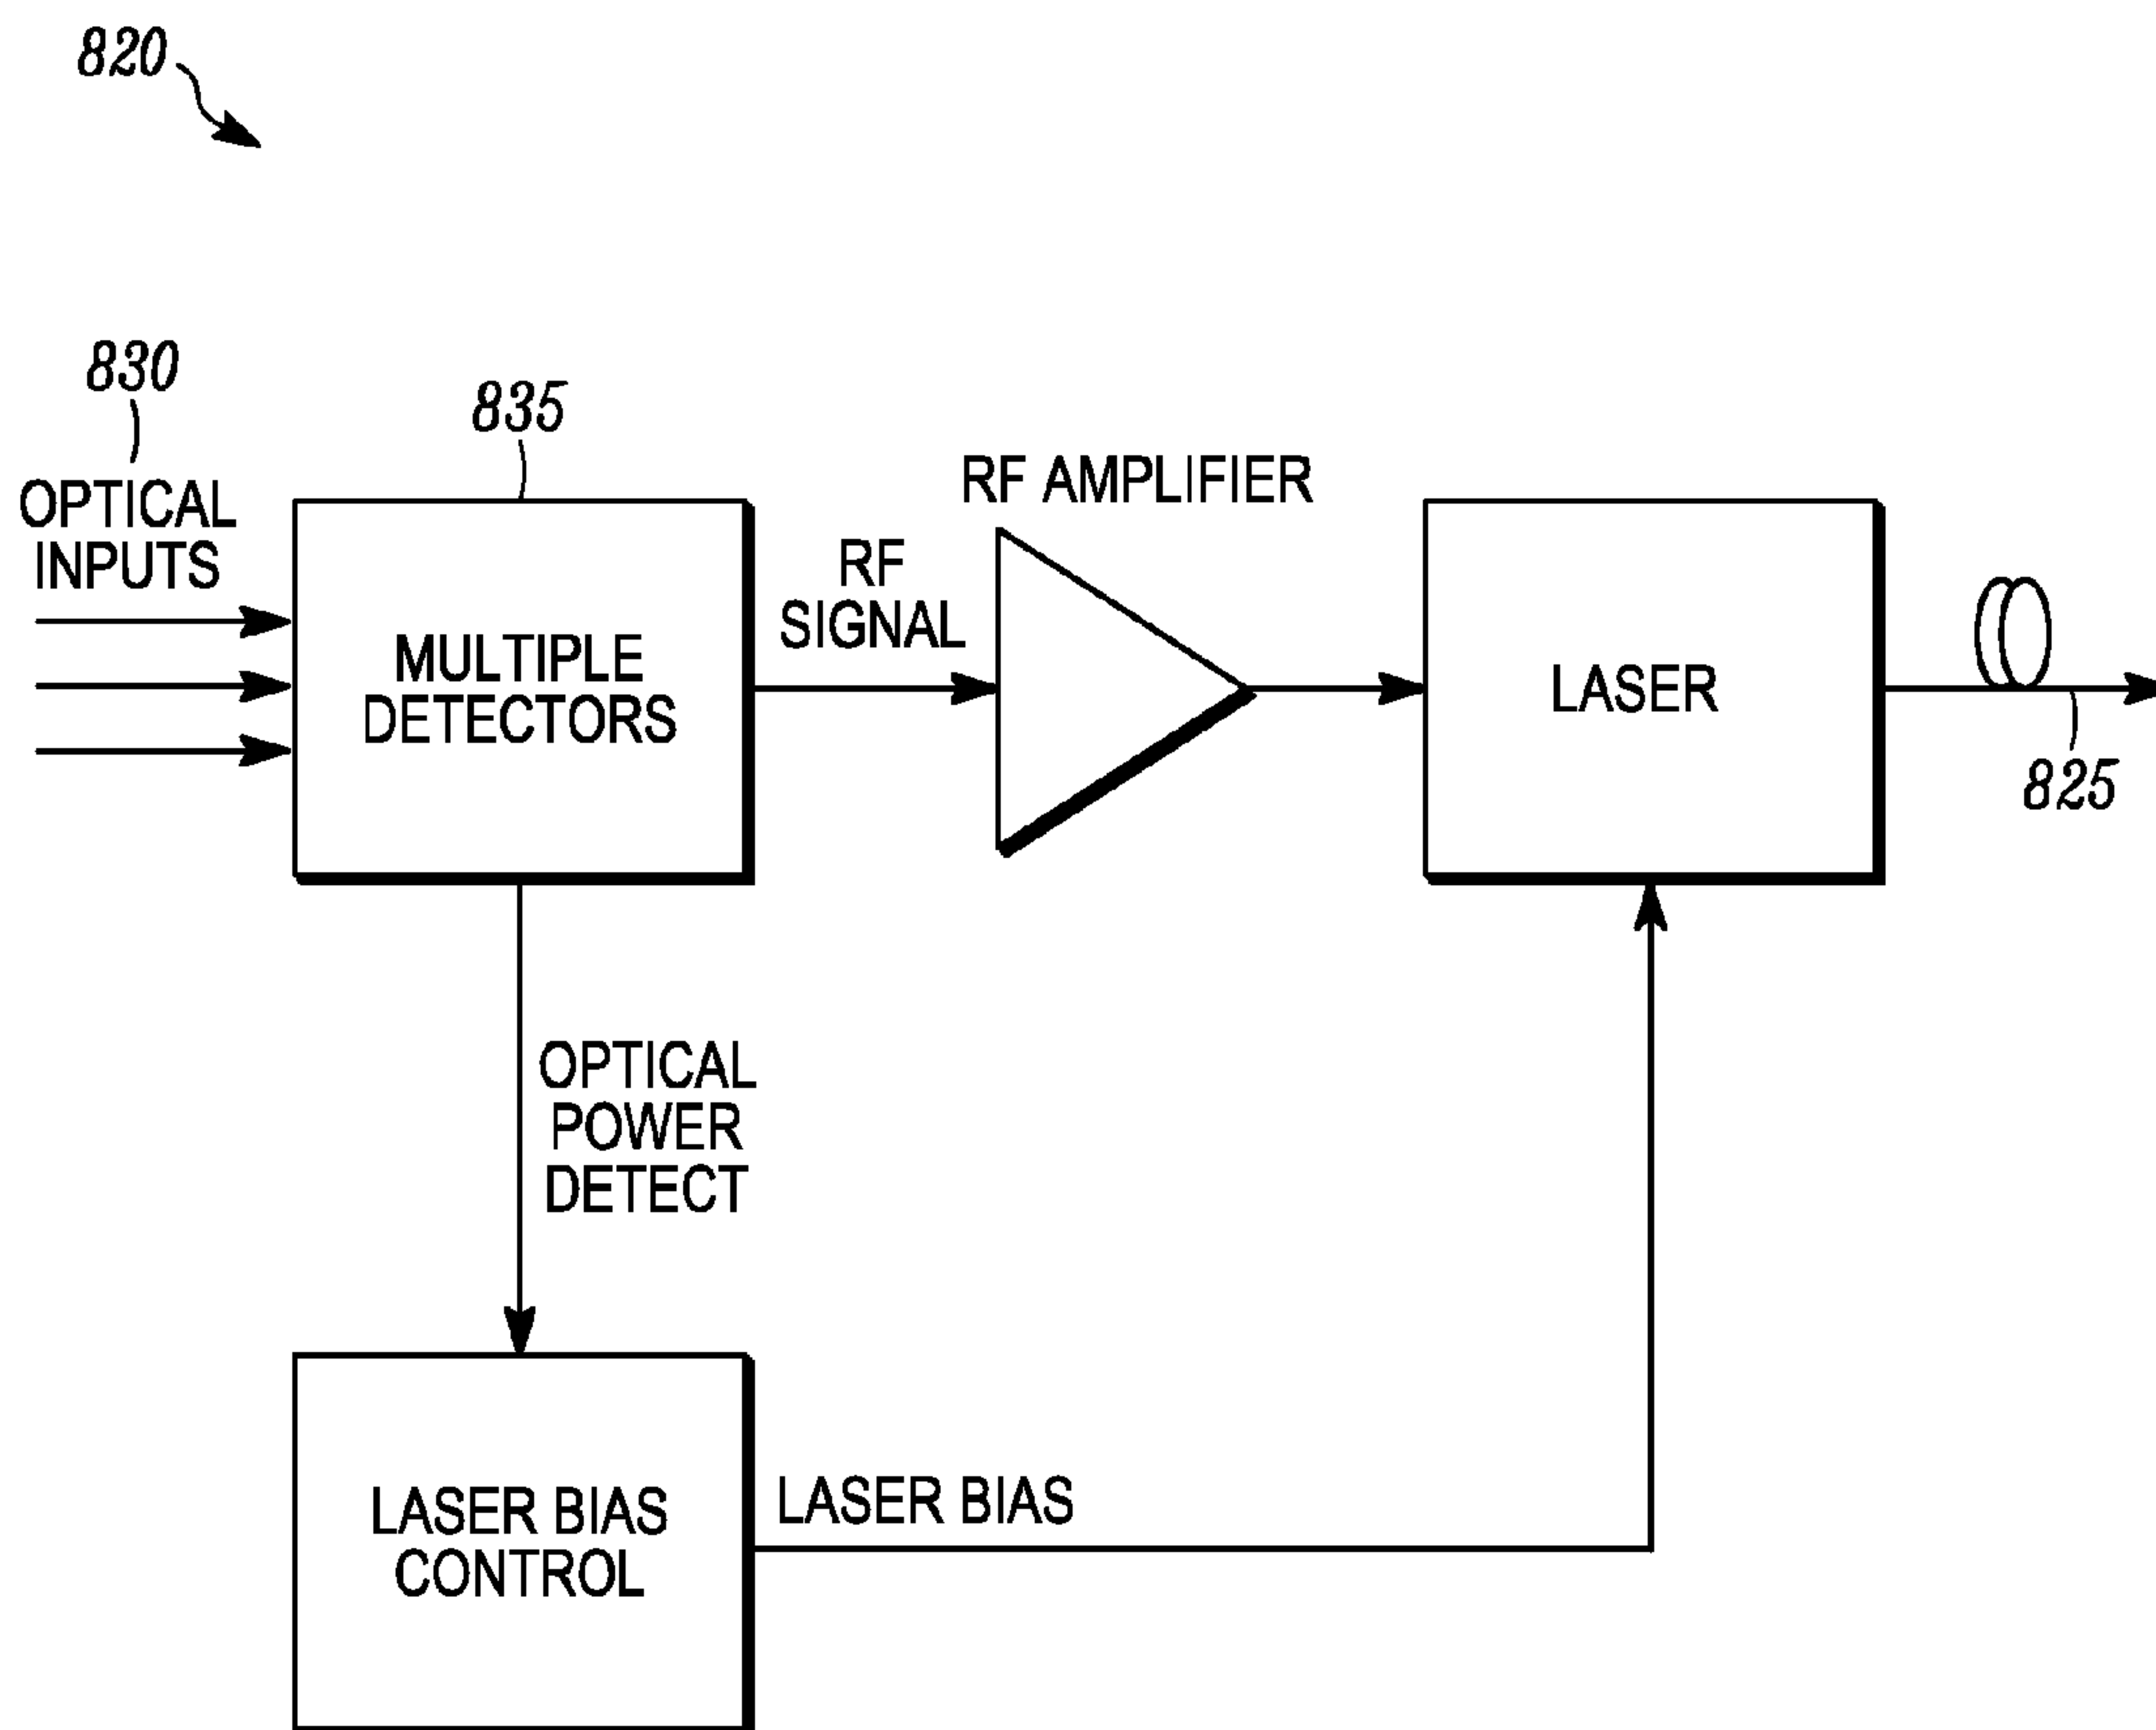 820
830
OPTICAL
INPUTS
835
MULTIPLE
DETECTORS
RF
SIGNAL
RF AMPLIFIER
LASER
825
OPTICAL
POWER
DETECT
LASER BIAS
CONTROL
LASER BIAS